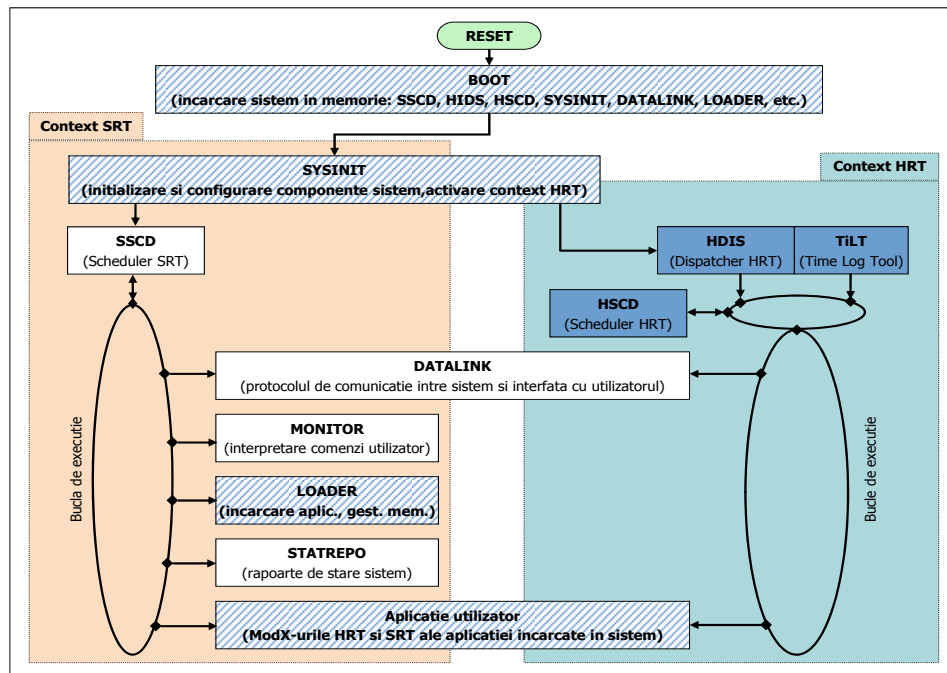 RESET
BOOT
(incarcare sistem in memorie: SSCD, HIDS, HSCD, SYSINIT, DATALINK, LOADER, etc.)
Context SRT
SYSINIT
(initializare si configurare componente sistem,activare context HRT)
Context HRT
SSCD
(Scheduler SRT)
HDIS
(Dispatcher HRT)
TiLT
(Time Log Tool)
HSCD
(Scheduler HRT)
DATALINK
(protocolul de comunicatie intre sistem si interfata cu utilizatorul)
MONITOR
(interpretare comenzi utilizator)
Bucla de executie
Bucle de executie
LOADER
(incarcare aplic., gest. mem.)
STATREPO
(rapoarte de stare sistem)
Aplicatie utilizator
(ModX-urile HRT si SRT ale aplicatiei incarcate in sistem)